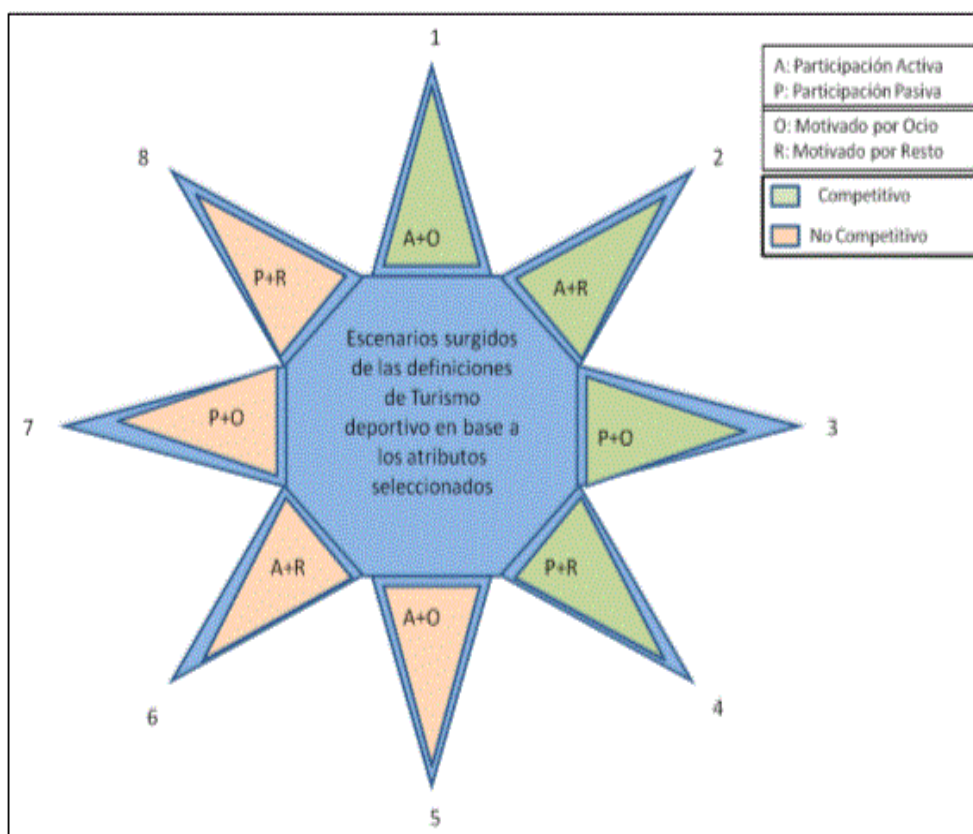 1
A: Participación Activa
P: Participación Pasiva
O: Motivado por Ocio
R: Motivado por Resto
Competitivo
No Competitivo
8
2
A+O
P+R
A+R
Escenarios surgidos
de las definiciones
de Turismo
deportivo en base a
los atributos
seleccionados
7
P+O
P+O
3
A+R
P+R
A+O
6
4
5